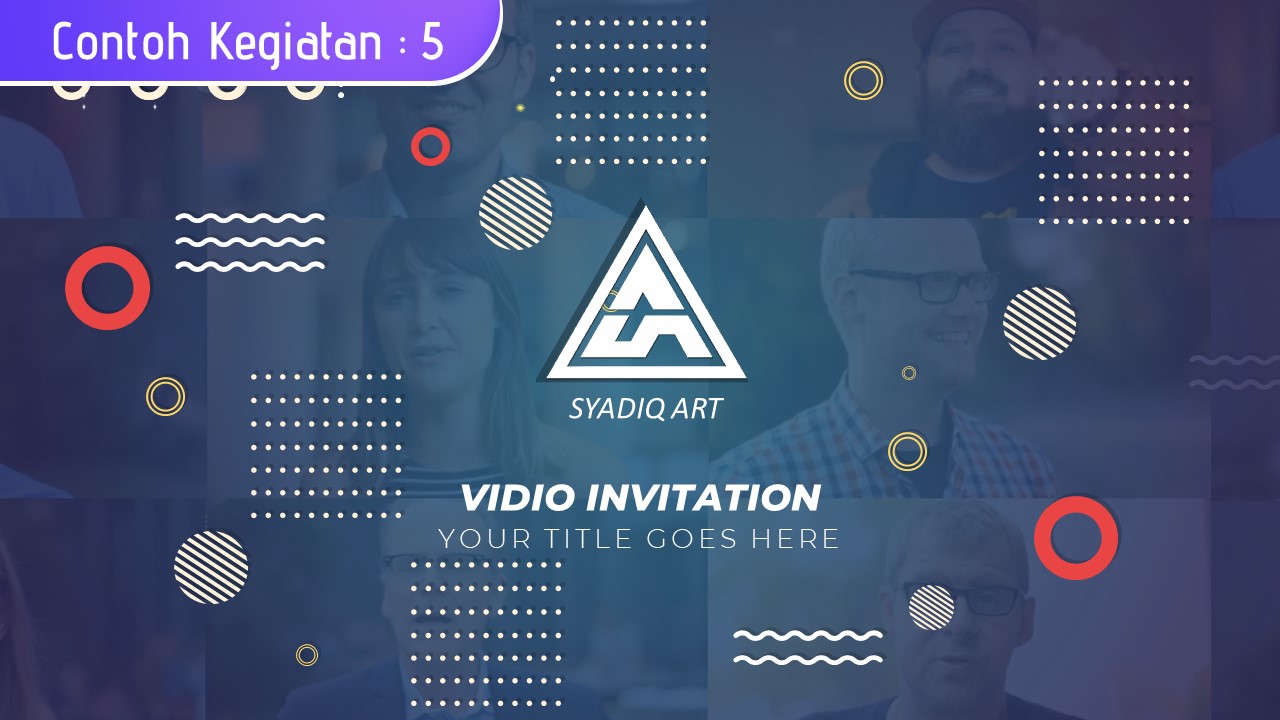 Contoh Kegiatan : 5
SYADIQ ART
VIDIO INVITATION
YOUR TITLE GOES HERE